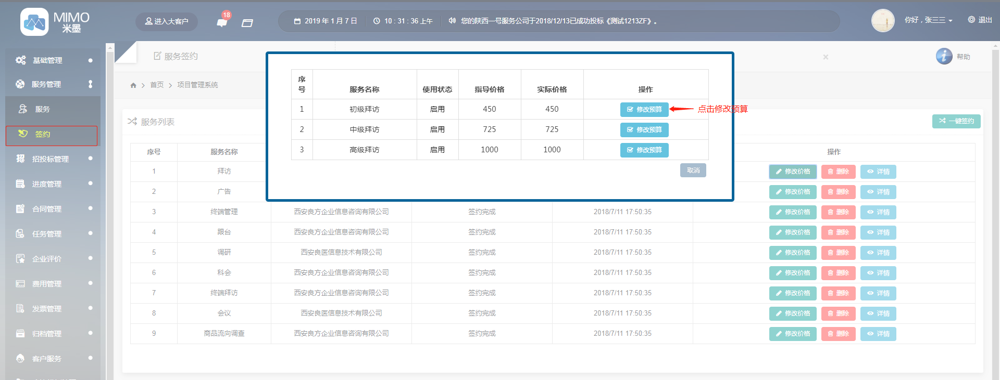 MIMO
米墨
进入大客户
18
2019 年 1 月 7 日
10 : 31 : 36 上午
您的陕西一号服务公司于2018/12/13已成功投标《测试1213ZF》。
你好，张三三
退出
基础管理
服务管理
服务
签约
招投标管理
进度管理
合同管理
任务管理
企业评价
费用管理
发票管理
归档管理
客户服务
服务签约
帮助
首页 项目管理系统
服务列表
一键签约
序号 服务名称 使用状态 指导价格 实际价格 操作
1 初级拜访 启用 450 450 修改预算
点击修改预算
2 中级拜访 启用 725 725 修改预算
3 高级拜访 启用 1000 1000 修改预算
取消
序号 服务名称 操作
1 拜访 修改价格 删除 详情
2 广告 修改价格 删除 详情
3 终端管理 西安良方企业信息咨询有限公司 签约完成 2018/7/11 17:50:35 修改价格 删除 详情
4 跟台 西安良方企业信息咨询有限公司 签约完成 2018/7/11 17:50:35 修改价格 删除 详情
5 调研 西安良医信息技术有限公司 签约完成 2018/7/11 17:50:35 修改价格 删除 详情
6 科会 西安良方企业信息咨询有限公司 签约完成 2018/7/11 17:50:35 修改价格 删除 详情
7 终端拜访 西安良方企业信息咨询有限公司 签约完成 2018/7/11 17:50:35 修改价格 删除 详情
8 会议 西安良医信息技术有限公司 签约完成 2018/7/11 17:50:35 修改价格 删除 详情
9 商品流向调查 西安良方企业信息咨询有限公司 签约完成 2018/7/11 17:50:35 修改价格 删除 详情